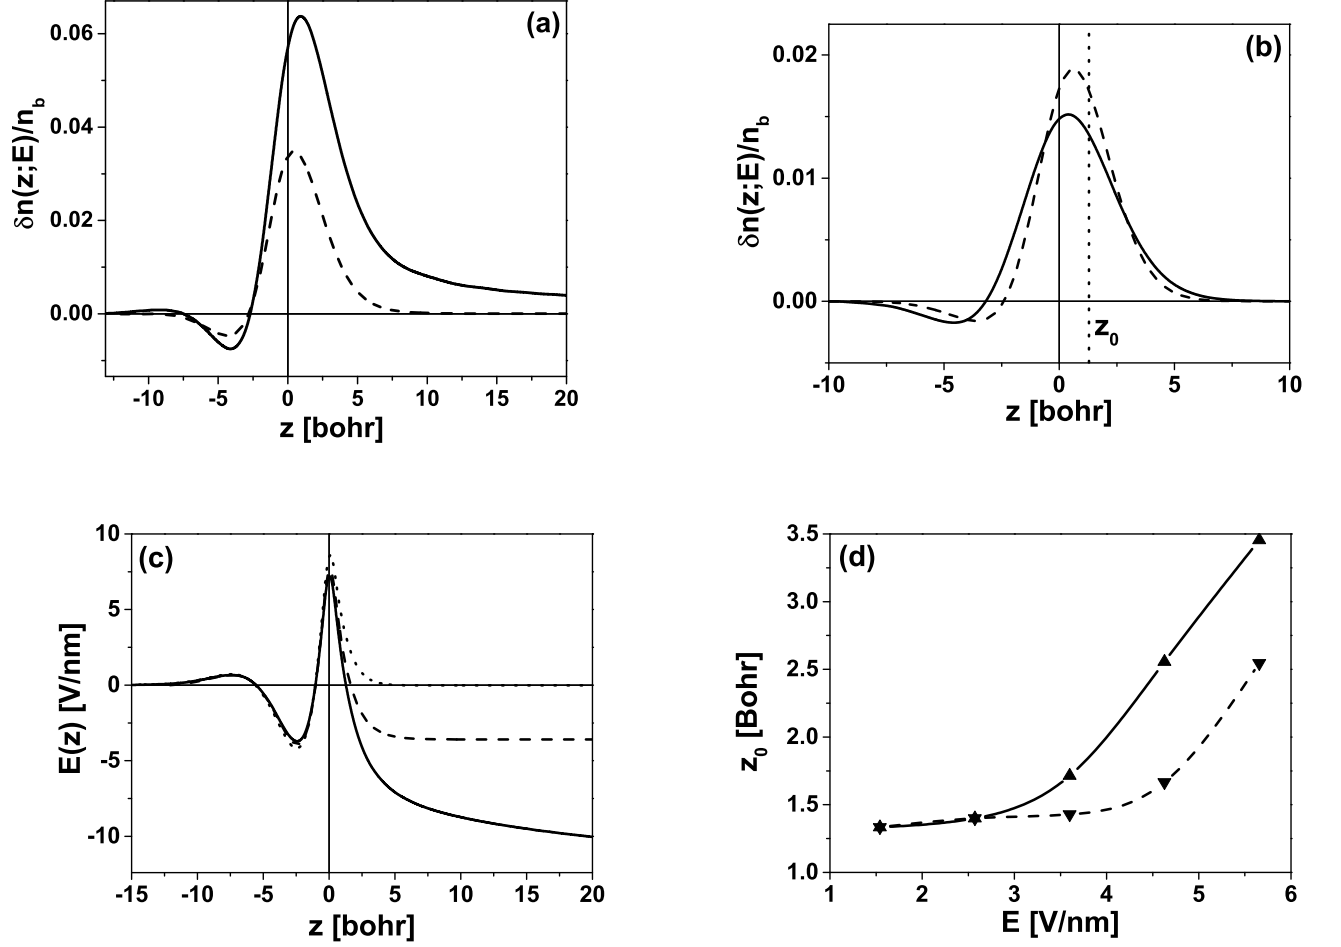 (a)
0.06
0.04
0.02
0.00
δn(z;E)/n_b
-10 -5 0 5 10 15 20
z [bohr]
(b)
0.02
0.01
0.00
δn(z;E)/n_b
z_0
-10 -5 0 5 10
z [bohr]
(c)
10
5
0
-5
-10
E(z) [V/nm]
-15 -10 -5 0 5 10 15 20
z [bohr]
(d)
3.5
3.0
2.5
2.0
1.5
1.0
z_0 [Bohr]
1 2 3 4 5 6
E [V/nm]